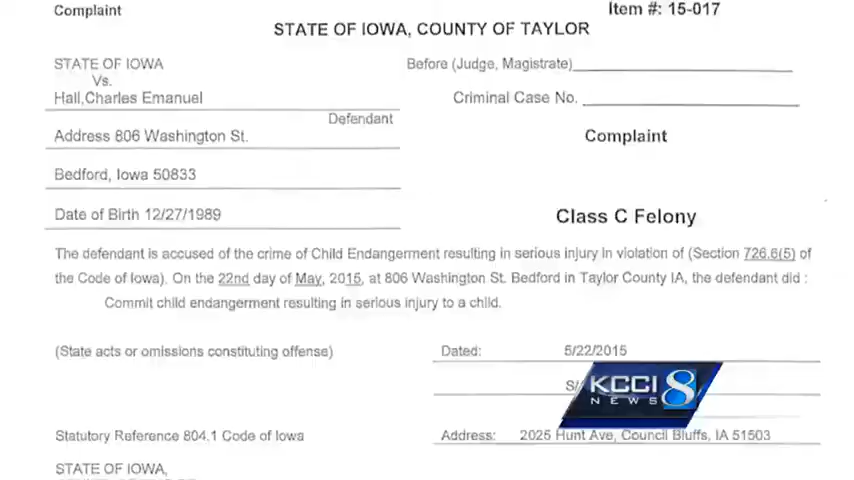 Complaint
Item #: 15-017
STATE OF IOWA, COUNTY OF TAYLOR
STATE OF IOWA
Vs.
Hall,Charles Emanuel
Defendant
Before (Judge, Magistrate)
Criminal Case No.
Address 806 Washington St.
Complaint
Bedford, Iowa 50833
Date of Birth 12/27/1989
Class C Felony
The defendant is accused of the crime of Child Endangerment resulting in serious injury in violation of (Section 726.6(5) of
the Code of Iowa). On the 22nd day of May, 2015, at 806 Washington St. Bedford in Taylor County IA, the defendant did :
Commit child endangerment resulting in serious injury to a child.
(State acts or omissions constituting offense)
Dated: 5/22/2015
S/
KCCI 8
NEWS
Statutory Reference 804.1 Code of Iowa
Address: 2025 Hunt Ave, Council Bluffs, IA 51503
STATE OF IOWA,